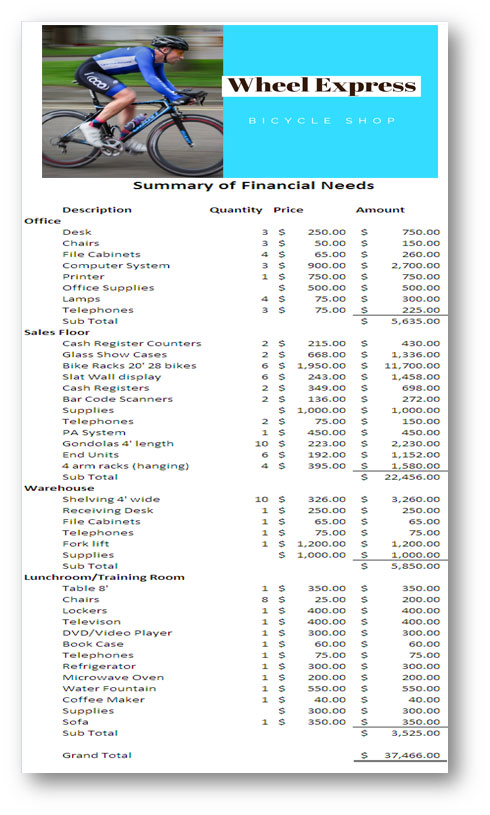 Wheel Express
BICYCLE SHOP
Summary of Financial Needs
Description Quantity Price Amount
Office
Desk 3 $ 250.00 $ 750.00
Chairs 3 $ 50.00 $ 150.00
File Cabinets 4 $ 65.00 $ 260.00
Computer System 3 $ 900.00 $ 2,700.00
Printer 1 $ 750.00 $ 750.00
Office Supplies $ 500.00 $ 500.00
Lamps 4 $ 75.00 $ 300.00
Telephones 3 $ 75.00 $ 225.00
Sub Total $ 5,635.00
Sales Floor
Cash Register Counters 2 $ 215.00 $ 430.00
Glass Show Cases 2 $ 668.00 $ 1,336.00
Bike Racks 20' 28 bikes 6 $ 1,950.00 $ 11,700.00
Slat Wall display 6 $ 243.00 $ 1,458.00
Cash Registers 2 $ 349.00 $ 698.00
Bar Code Scanners 2 $ 136.00 $ 272.00
Supplies $ 1,000.00 $ 1,000.00
Telephones 2 $ 75.00 $ 150.00
PA System 1 $ 450.00 $ 450.00
Gondolas 4' length 10 $ 223.00 $ 2,230.00
End Units 6 $ 192.00 $ 1,152.00
4 arm racks (hanging) 4 $ 395.00 $ 1,580.00
Sub Total $ 22,456.00
Warehouse
Shelving 4' wide 10 $ 326.00 $ 3,260.00
Receiving Desk 1 $ 250.00 $ 250.00
File Cabinets 1 $ 65.00 $ 65.00
Telephones 1 $ 75.00 $ 75.00
Fork lift 1 $ 1,200.00 $ 1,200.00
Supplies $ 1,000.00 $ 1,000.00
Sub Total $ 5,850.00
Lunchroom/Training Room
Table 8' 1 $ 350.00 $ 350.00
Chairs 8 $ 25.00 $ 200.00
Lockers 1 $ 400.00 $ 400.00
Televison 1 $ 400.00 $ 400.00
DVD/Video Player 1 $ 300.00 $ 300.00
Book Case 1 $ 60.00 $ 60.00
Telephones 1 $ 75.00 $ 75.00
Refrigerator 1 $ 300.00 $ 300.00
Microwave Oven 1 $ 200.00 $ 200.00
Water Fountain 1 $ 550.00 $ 550.00
Coffee Maker 1 $ 40.00 $ 40.00
Supplies $ 300.00 $ 300.00
Sofa 1 $ 350.00 $ 350.00
Sub Total $ 3,525.00
Grand Total $ 37,466.00